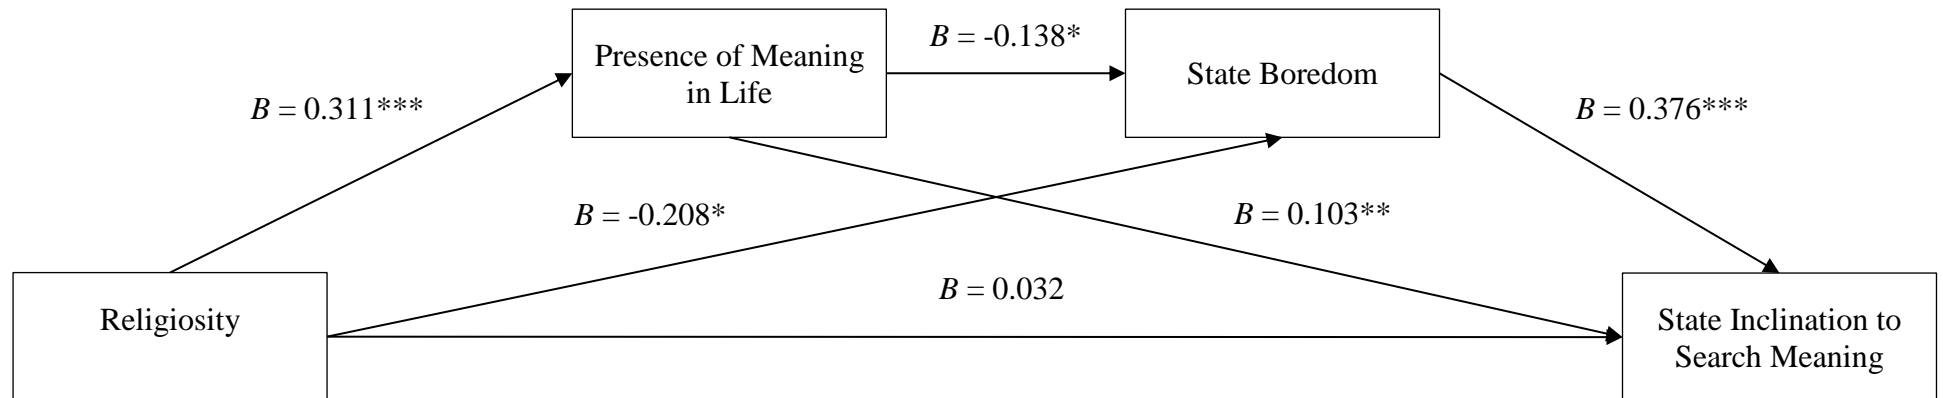 B = -0.138*
Presence of Meaning
in Life
State Boredom
B = 0.311***
B = 0.376***
B = -0.208*
B = 0.103**
B = 0.032
Religiosity
State Inclination to
Search Meaning